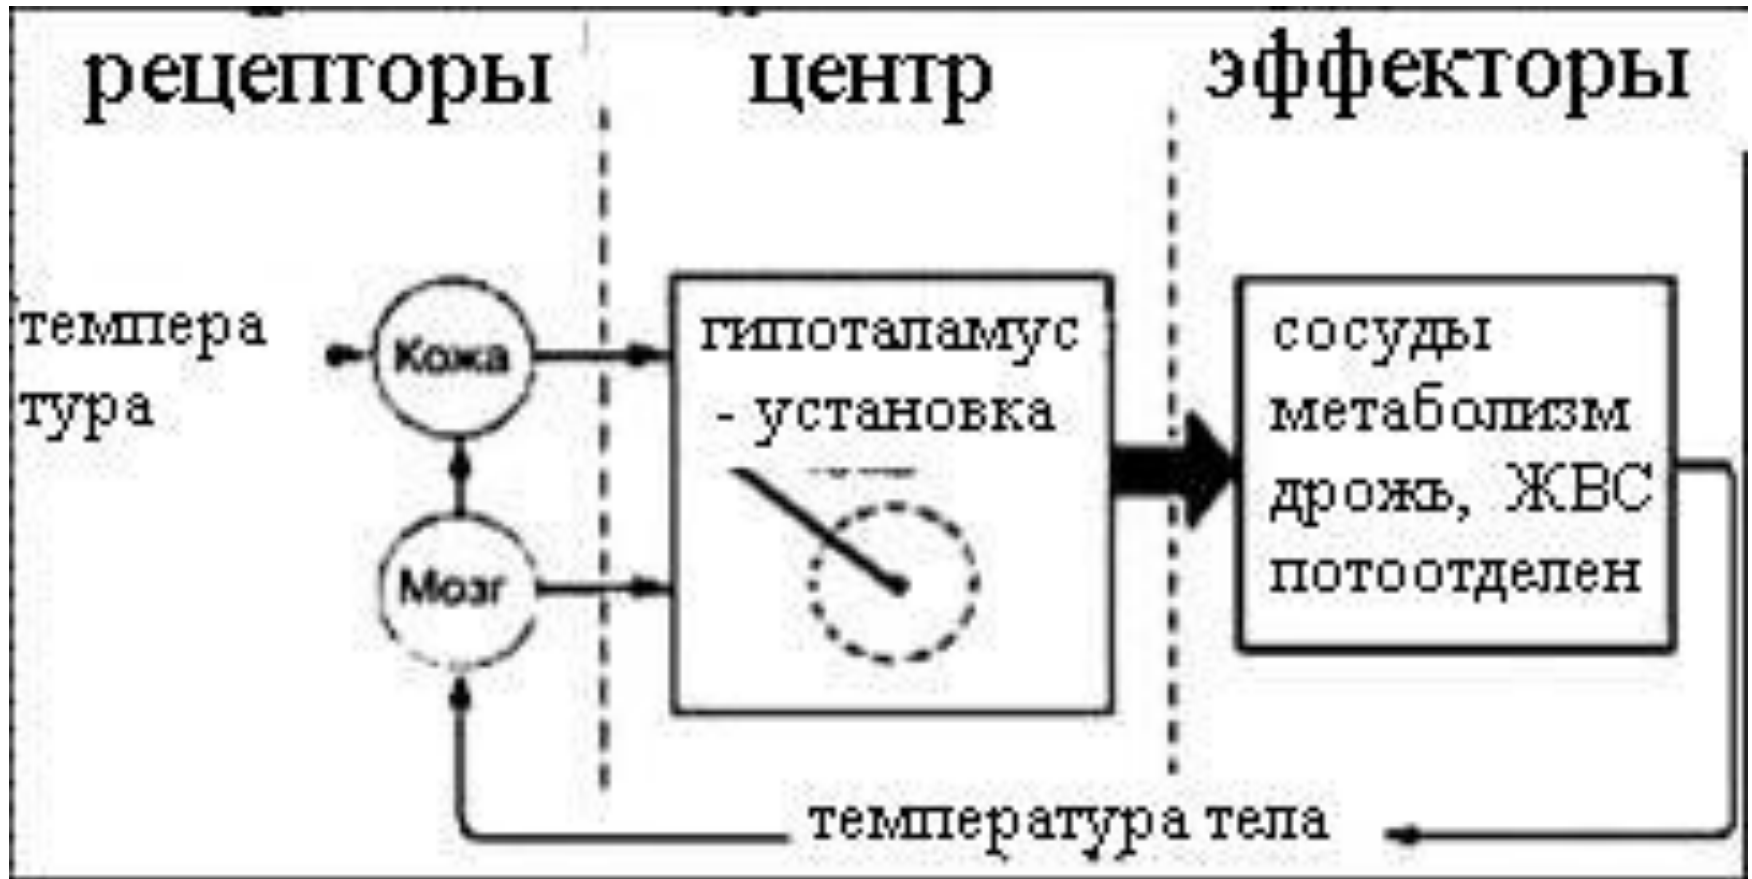 рецепторы
центр
эффекторы
темпера
тура
Кожа
Мозг
гипоталамус
- установка
сосуды
метаболизм
дрожь, ЖВС
потоотделен
температура тела